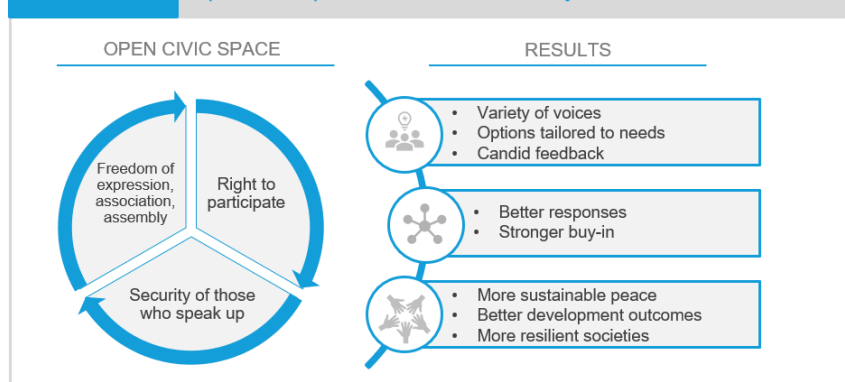 OPEN CIVIC SPACE
Freedom of
expression,
association,
assembly
Right to
participate
Security of those
who speak up
RESULTS
• Variety of voices
• Options tailored to needs
• Candid feedback
• Better responses
• Stronger buy-in
• More sustainable peace
• Better development outcomes
• More resilient societies